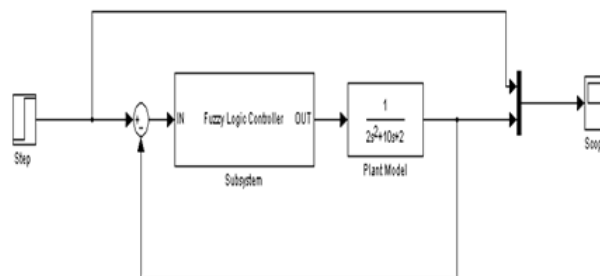 Step
+
-
IN Fuzzy Logic Controller OUT
Subsystem
1
2s²+10s+2
Plant Model